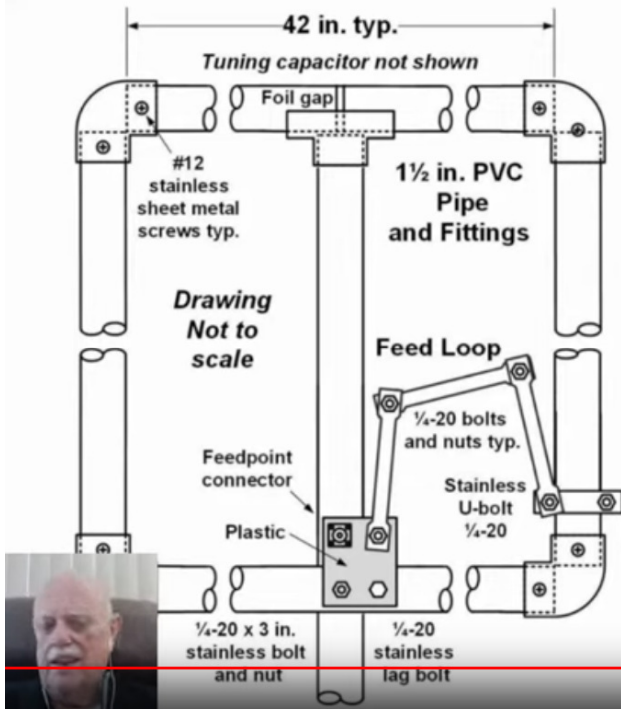 42 in. typ.
Tuning capacitor not shown
Foil gap
#12
stainless
sheet metal
screws typ.
1½ in. PVC
Pipe
and Fittings
Drawing
Not to
scale
Feed Loop
¼-20 bolts
and nuts typ.
Feedpoint
connector
Stainless
U-bolt
¼-20
Plastic
¼-20 x 3 in.
stainless bolt
and nut
¼-20
stainless
lag bolt